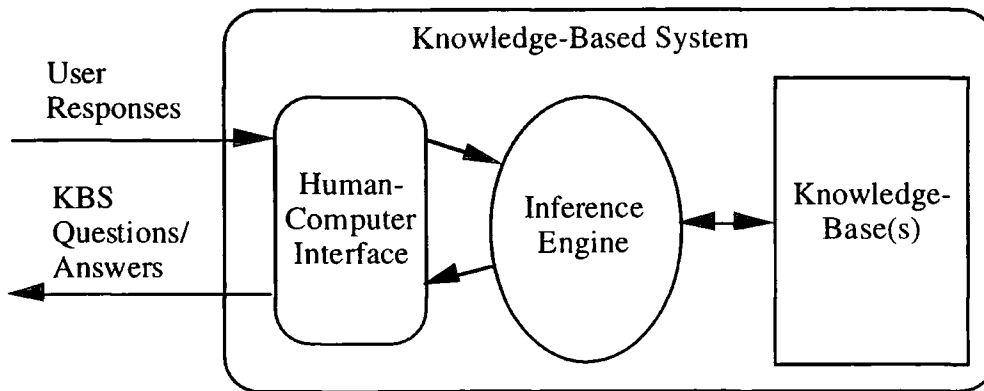 Knowledge-Based System
User
Responses
KBS
Questions/
Answers
Human-
Computer
Interface
Inference
Engine
Knowledge-
Base(s)